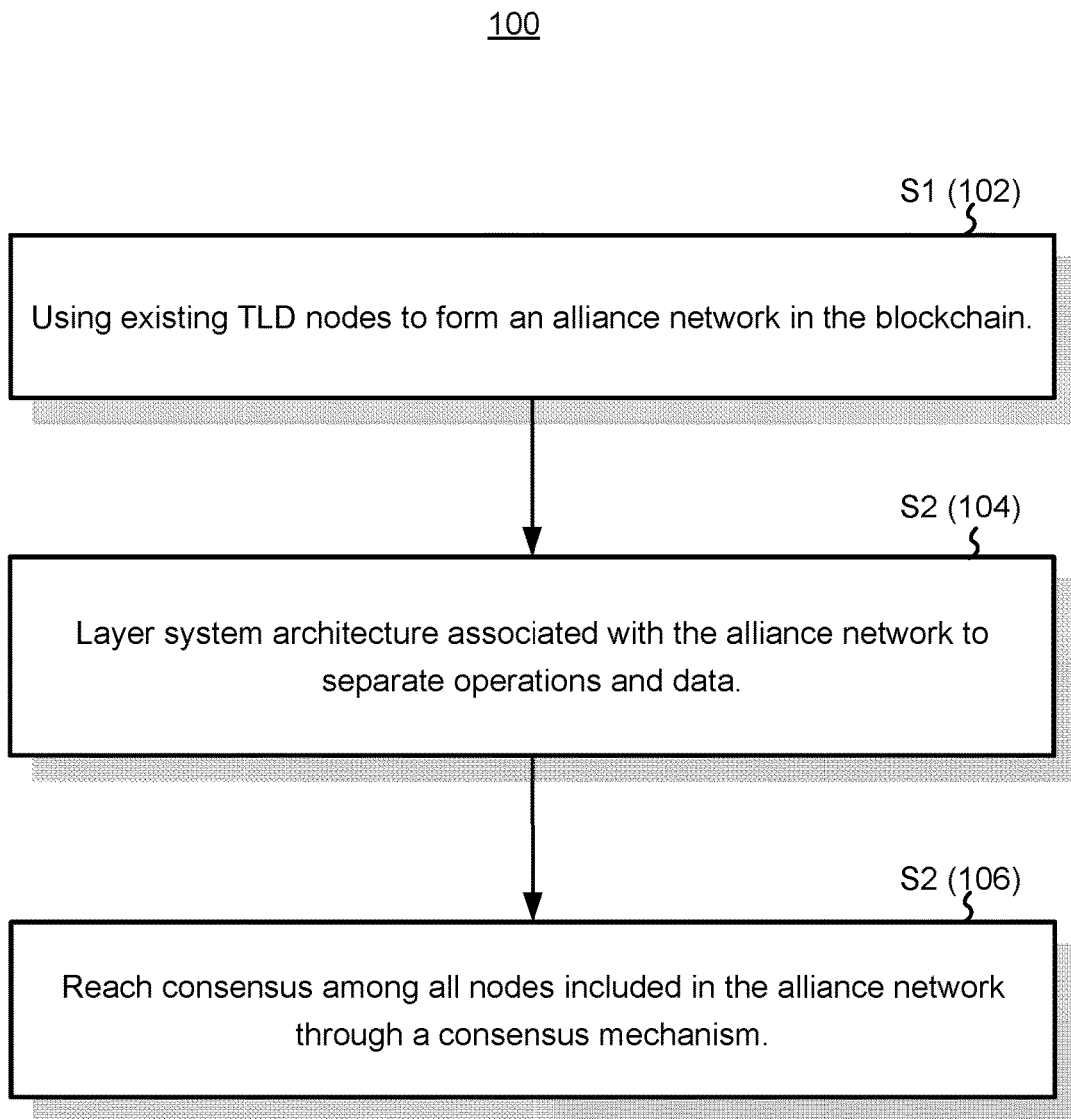 100
S1 (102)
Using existing TLD nodes to form an alliance network in the blockchain.
S2 (104)
Layer system architecture associated with the alliance network to
separate operations and data.
S2 (106)
Reach consensus among all nodes included in the alliance network
through a consensus mechanism.